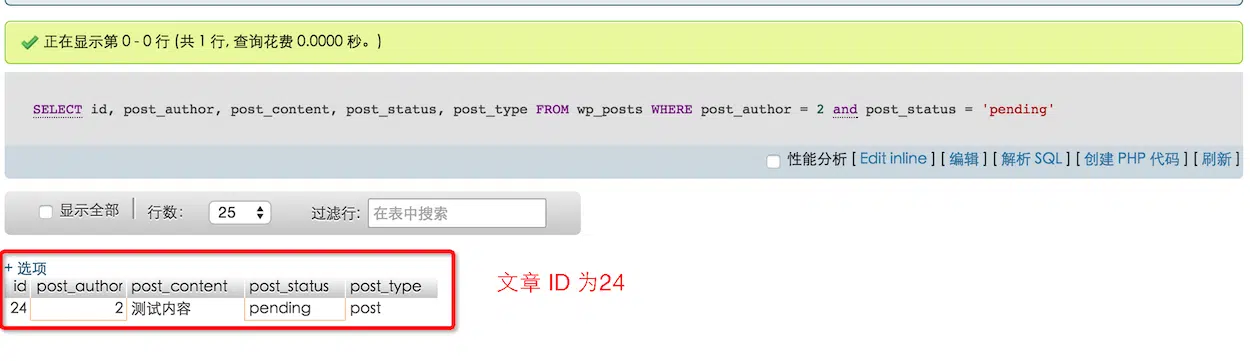 正在显示第 0 - 0 行 (共 1 行, 查询花费 0.0000 秒。)
SELECT id, post_author, post_content, post_status, post_type FROM wp_posts WHERE post_author = 2 and post_status = 'pending'
性能分析 [ Edit inline ] [ 编辑 ] [ 解析 SQL ] [ 创建 PHP 代码 ] [ 刷新 ]
显示全部 行数: 25 过滤行: 在表中搜索
+ 选项
id post_author post_content post_status post_type
24 2 测试内容 pending post
文章 ID 为24